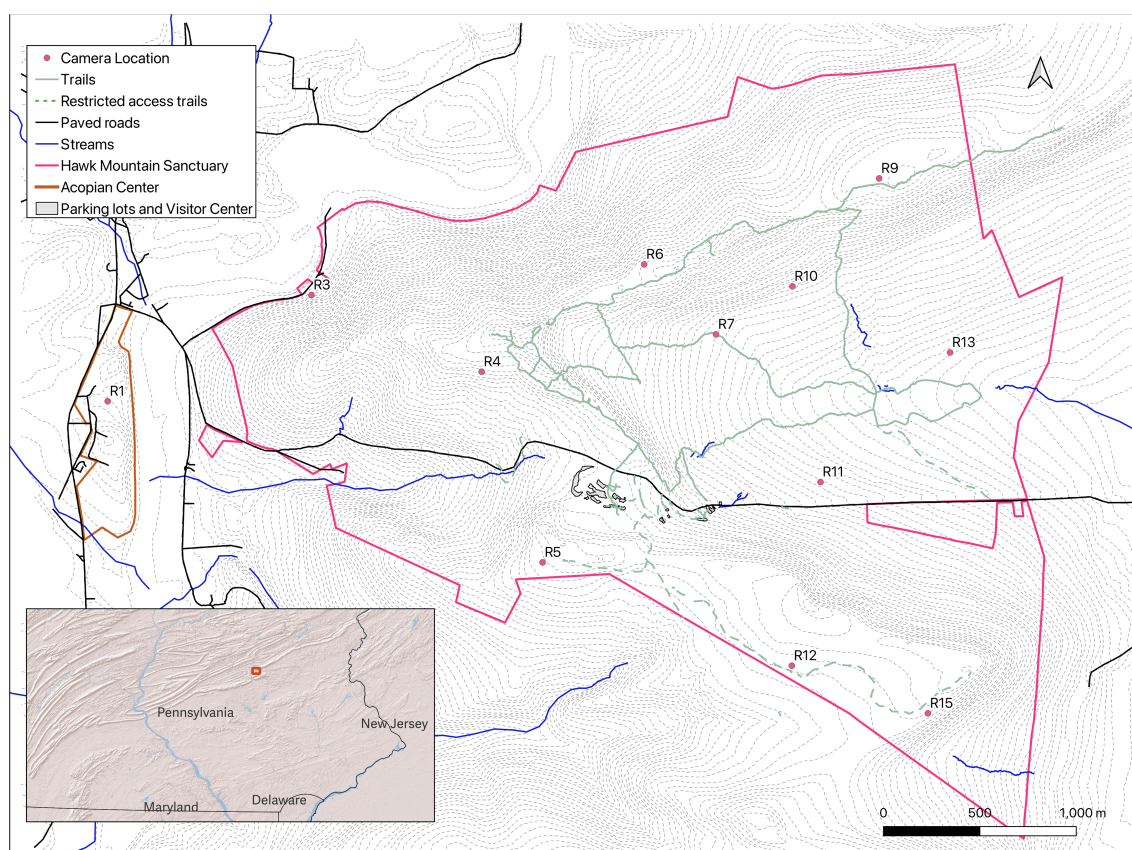 Camera Location
Trails
Restricted access trails
Paved roads
Streams
Hawk Mountain Sanctuary
Acopian Center
Parking lots and Visitor Center
R9
R6
R10
R3
R7
R13
R4
R1
R11
R5
R12
R15
Pennsylvania
New Jersey
Maryland
Delaware
0
500
1,000 m